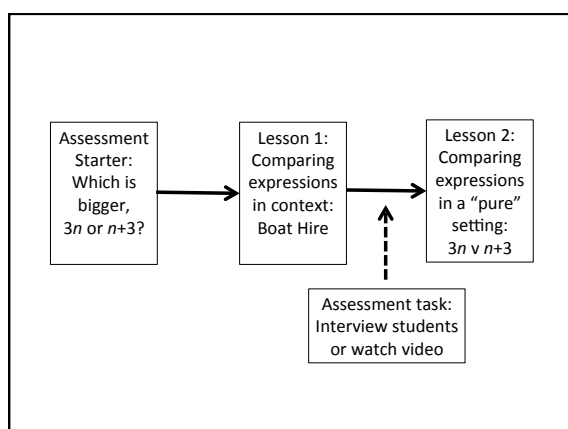 Assessment
Starter:
Which is
bigger,
3n or n+3?
Lesson 1:
Comparing
expressions
in context:
Boat Hire
Lesson 2:
Comparing
expressions
in a “pure”
setting:
3n v n+3
Assessment task:
Interview students
or watch video